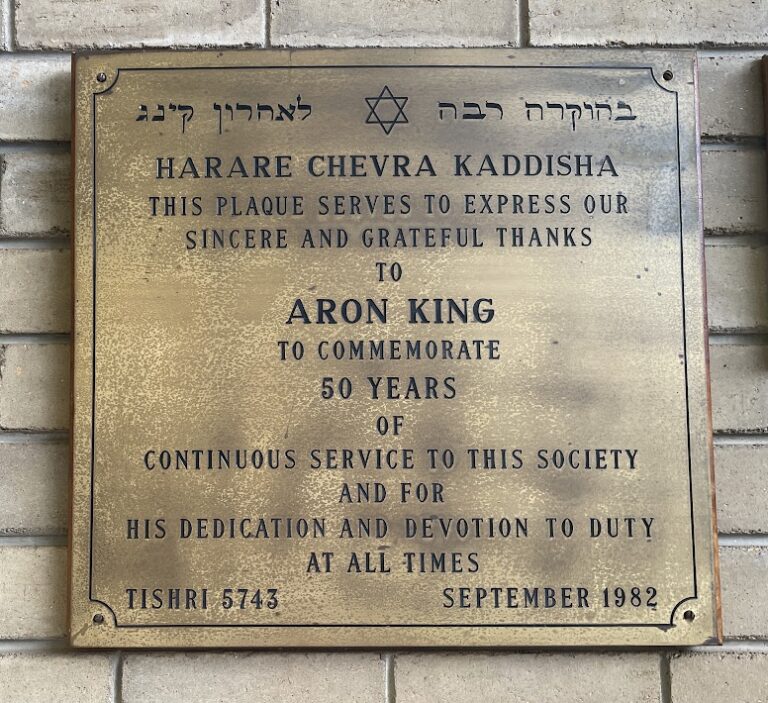 בהוקרה רבה לאחרון קינג
HARARE CHEVRA KADDISHA
THIS PLAQUE SERVES TO EXPRESS OUR
SINCERE AND GRATEFUL THANKS
TO
ARON KING
TO COMMEMORATE
50 YEARS
OF
CONTINUOUS SERVICE TO THIS SOCIETY
AND FOR
HIS DEDICATION AND DEVOTION TO DUTY
AT ALL TIMES
TISHRI 5743 SEPTEMBER 1982